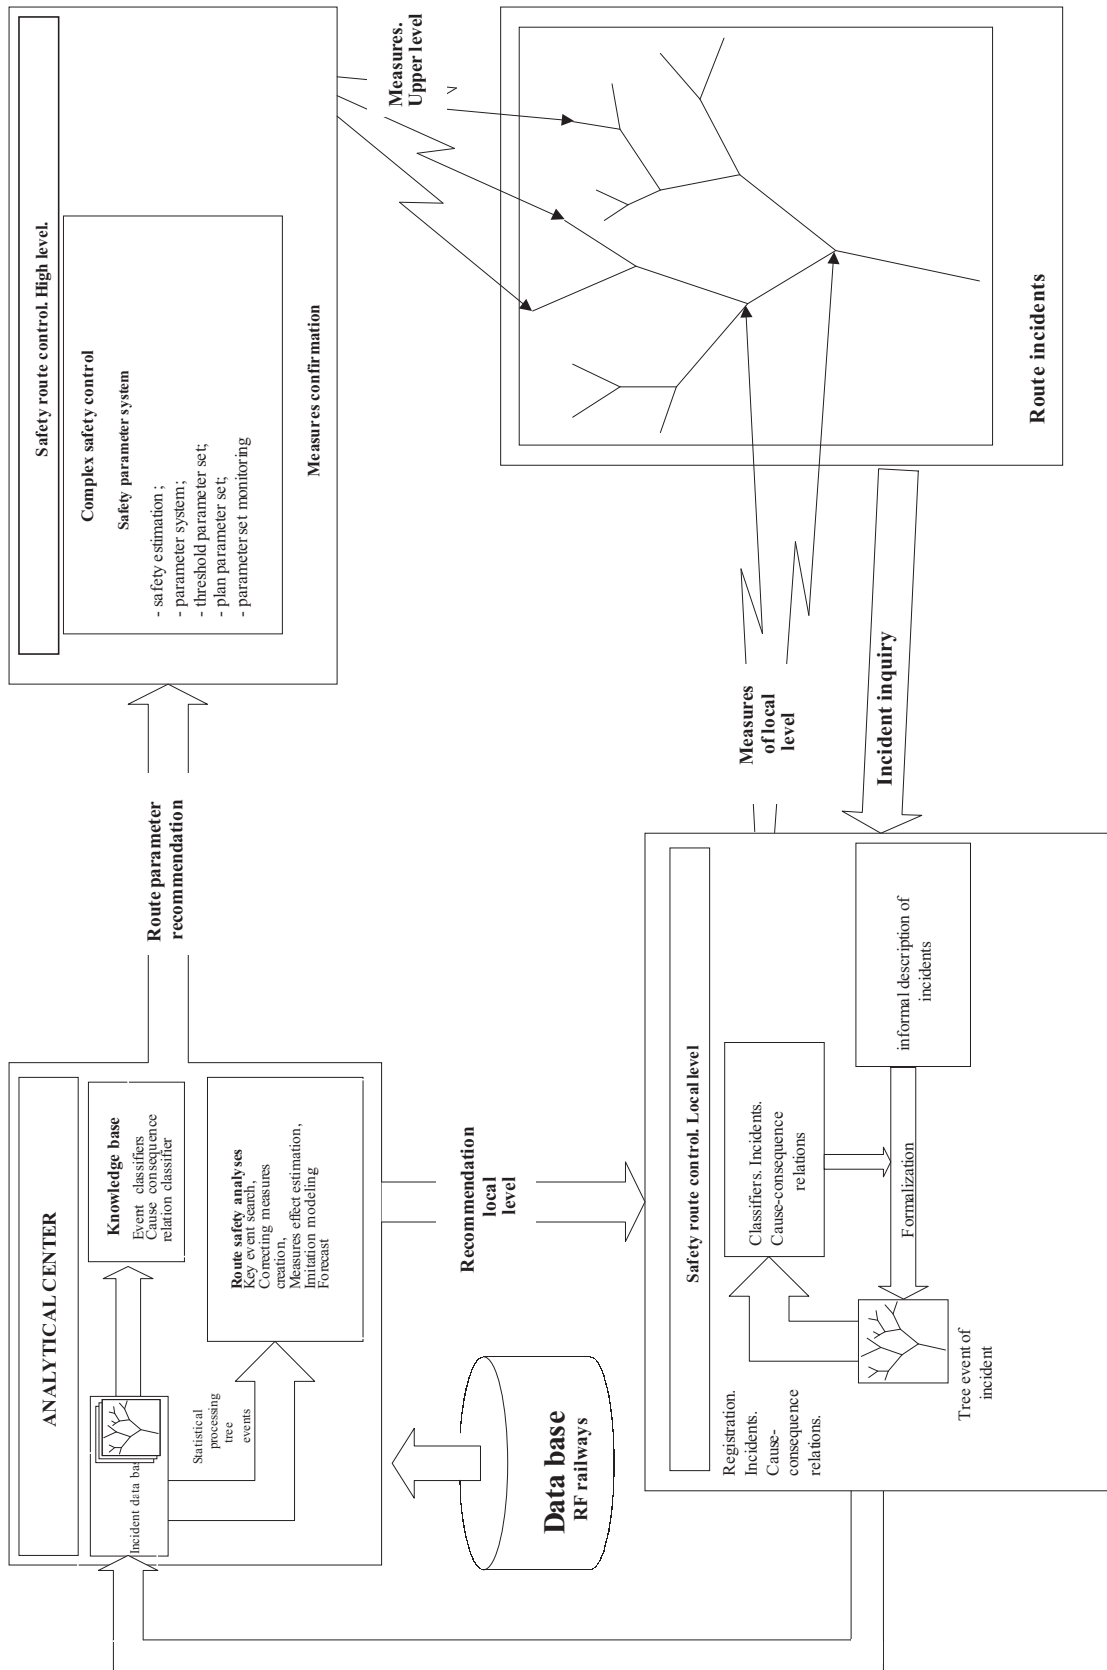 ANALYTICAL CENTER
Incident data bas
Knowledge base
Event classifiers
Cause consequence
relation classifier
Statistical
processing
tree
events
Route safety analyses
Key event search,
Correcting measures
creation,
Measures effect estimation,
Imitation modeling
Forecast
Route parameter
recommendation
Safety route control. High level.
Complex safety control
Safety parameter system
- safety estimation ;
- parameter system;
- threshold parameter set;
- plan parameter set;
- parameter set monitoring
Measures confirmation
Data base
RF railways
Recommendation
local
level
Measures.
Upper level
Safety route control. Local level
Registration.
Incidents.
Cause-
consequence
relations.
Classifiers. Incidents.
Cause-consequence
relations
Formalization
Tree event of
incident
informal description of
incidents
Measures
of local
level
Incident inquiry
Route incidents